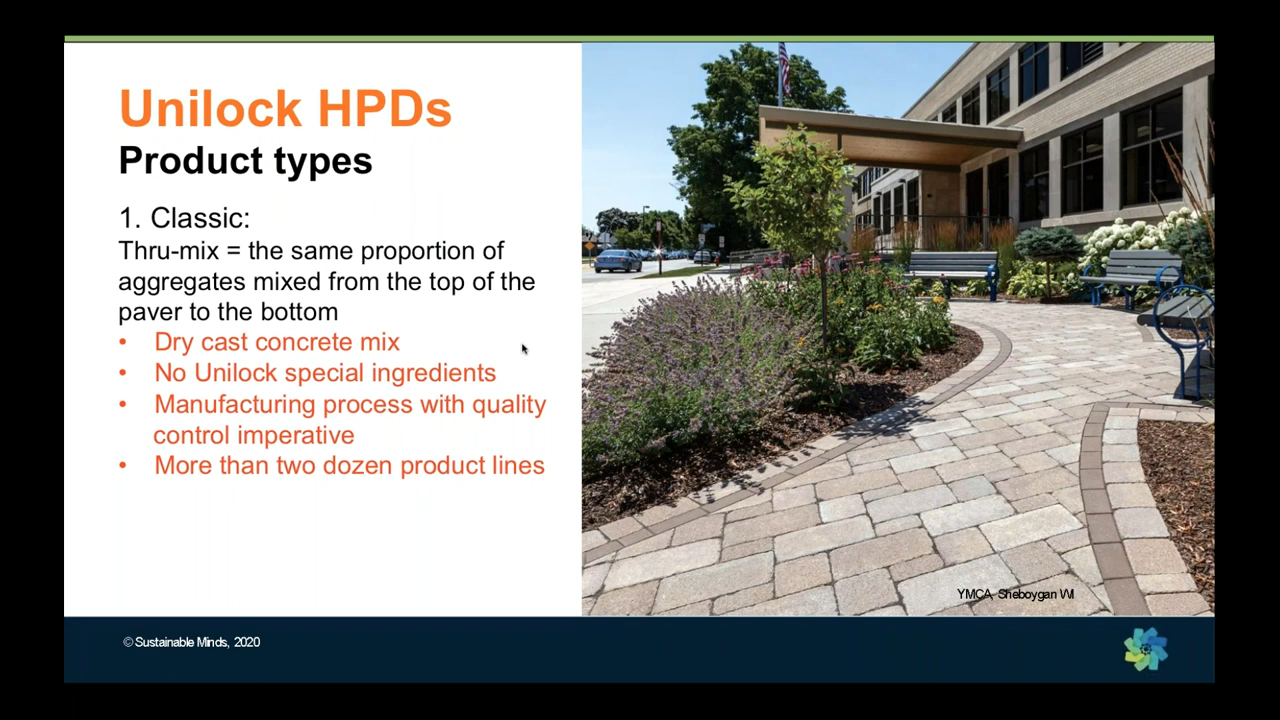 Unilock HPDs
Product types
1. Classic:
Thru-mix = the same proportion of
aggregates mixed from the top of the
paver to the bottom
• Dry cast concrete mix
• No Unilock special ingredients
• Manufacturing process with quality
control imperative
• More than two dozen product lines
YMCA, Sheboygan WI
© Sustainable Minds, 2020